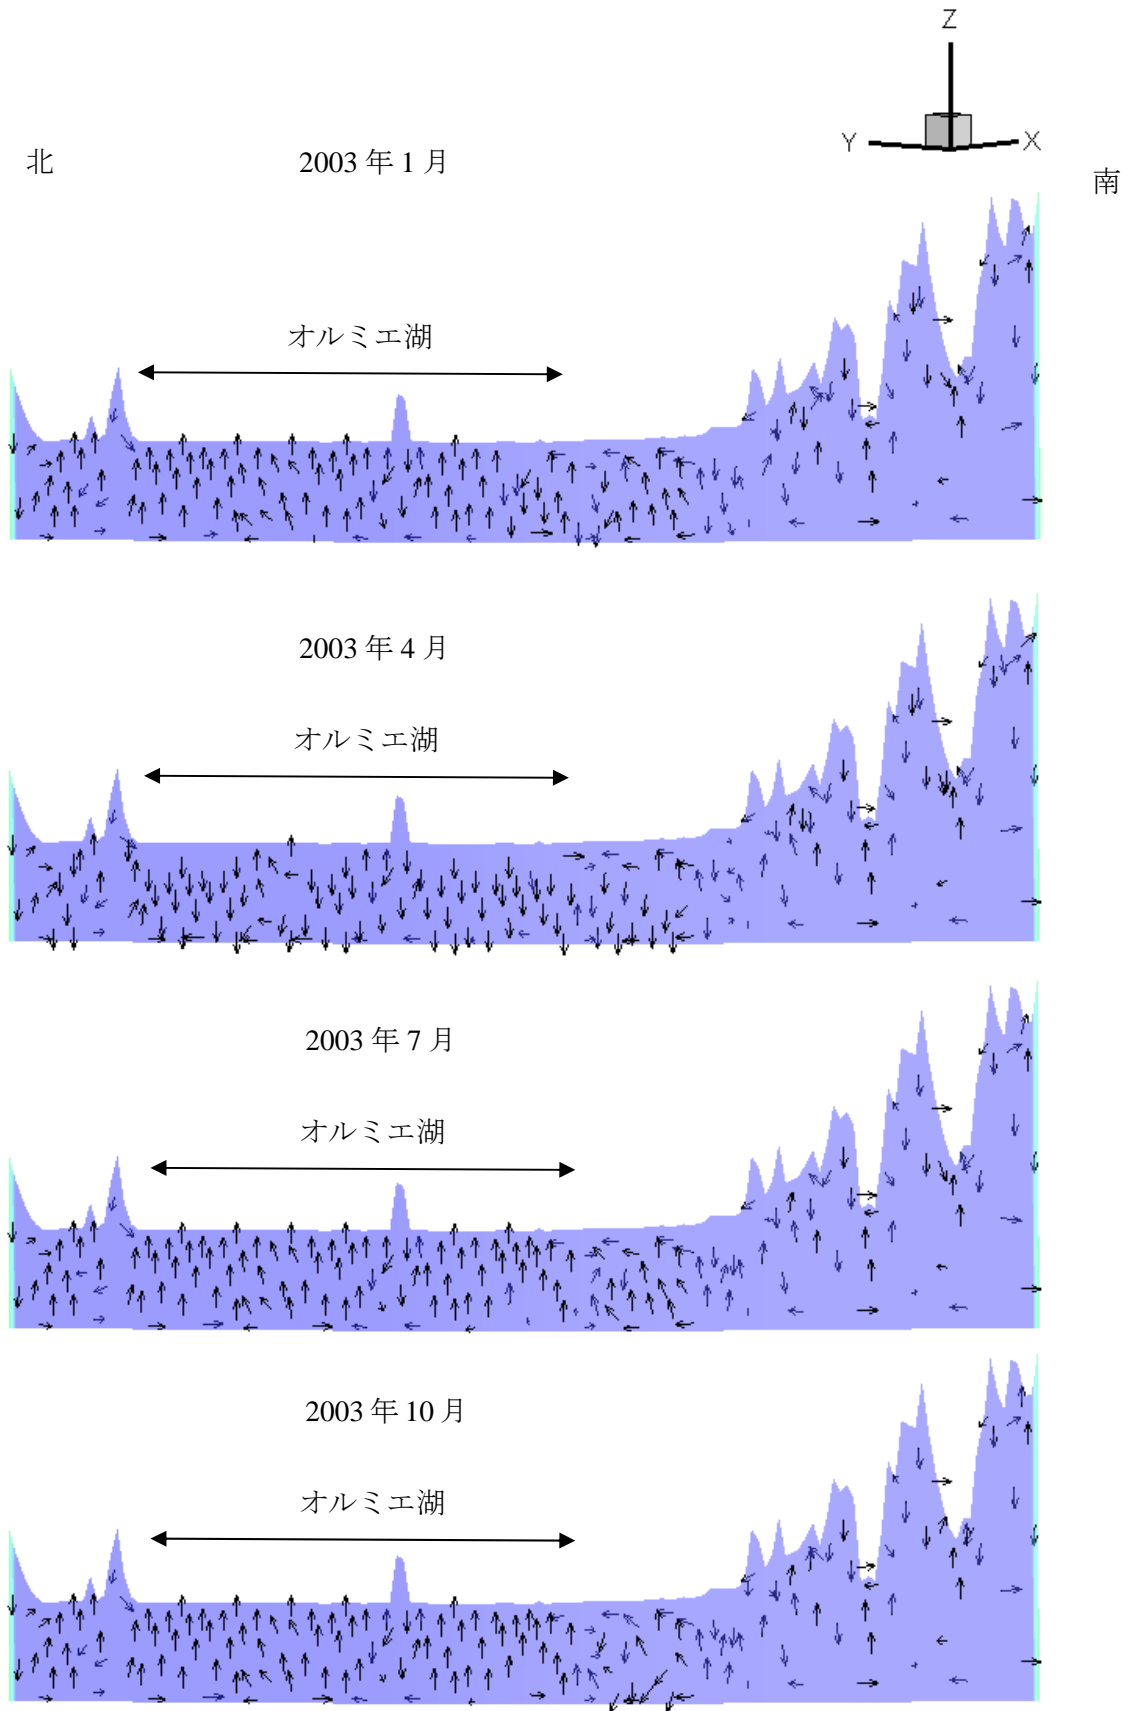 Z
Y
X
北
2003 年 1 月
南
オルミエ湖
2003 年 4 月
オルミエ湖
2003 年 7 月
オルミエ湖
2003 年 10 月
オルミエ湖